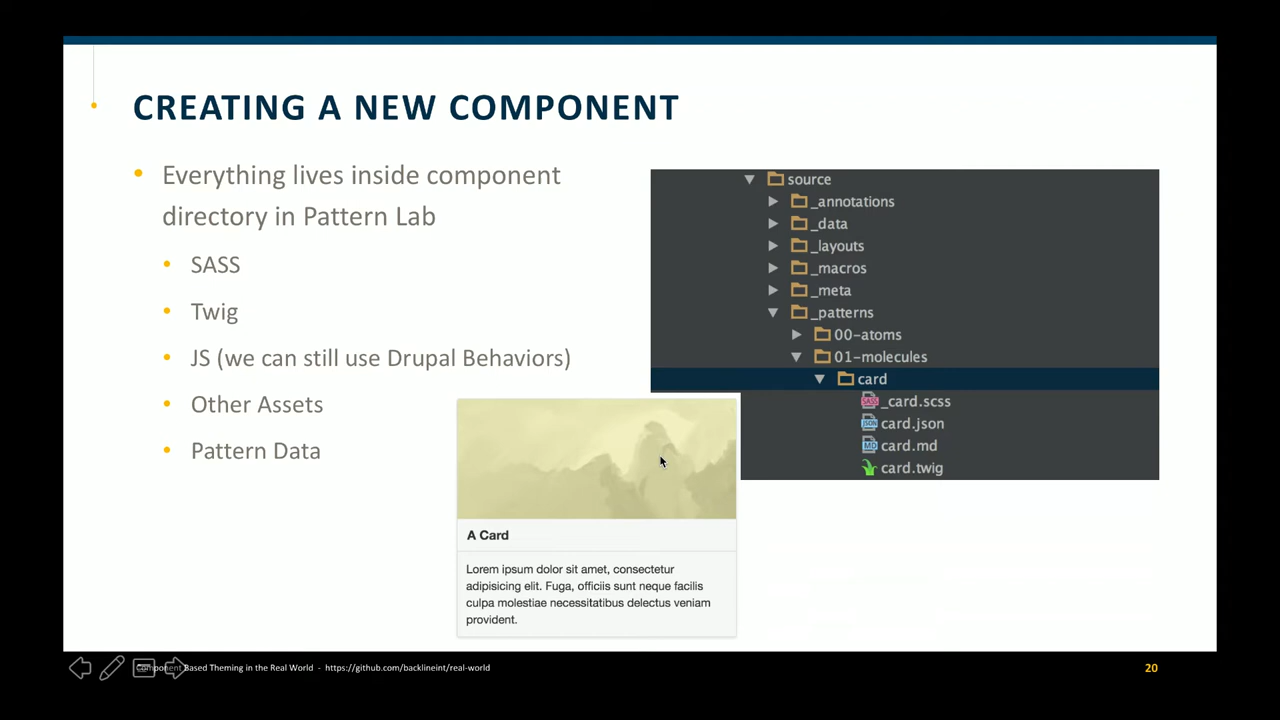 CREATING A NEW COMPONENT
Everything lives inside component
directory in Pattern Lab
SASS
Twig
JS (we can still use Drupal Behaviors)
Other Assets
Pattern Data
source
_annotations
_data
_layouts
_macros
_meta
_patterns
00-atoms
01-molecules
card
_card.scss
card.json
card.md
card.twig
A Card
Lorem ipsum dolor sit amet, consectetur
adipisicing elit. Fuga, officiis sunt neque facilis
culpa molestiae necessitatibus delectus veniam
provident.
Component Based Theming in the Real World - https://github.com/backlineint/real-world
20